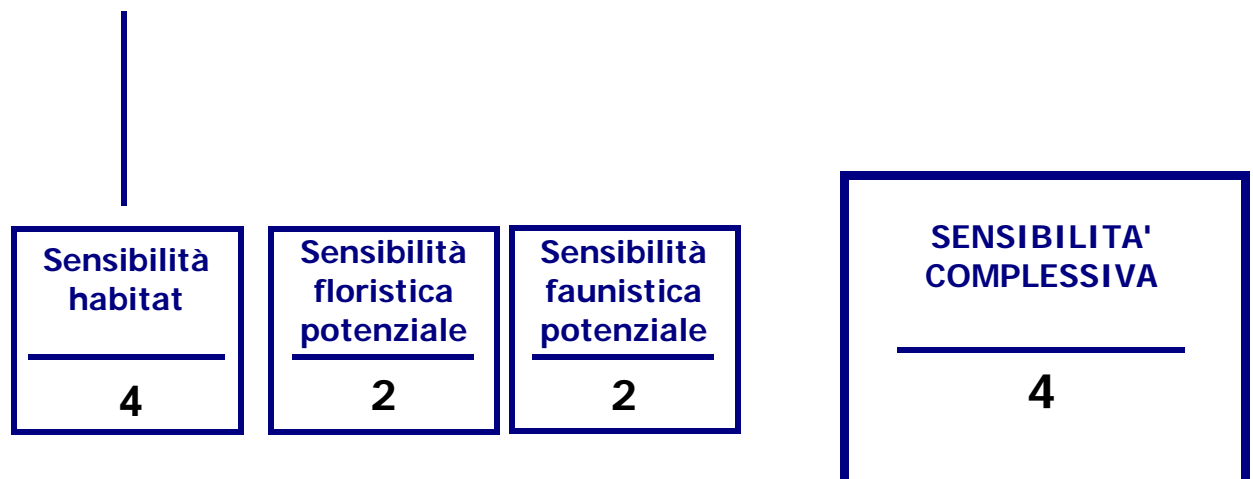 Sensibilità
habitat
4
Sensibilità
floristica
potenziale
2
Sensibilità
faunistica
potenziale
2
SENSIBILITA'
COMPLESSIVA
4